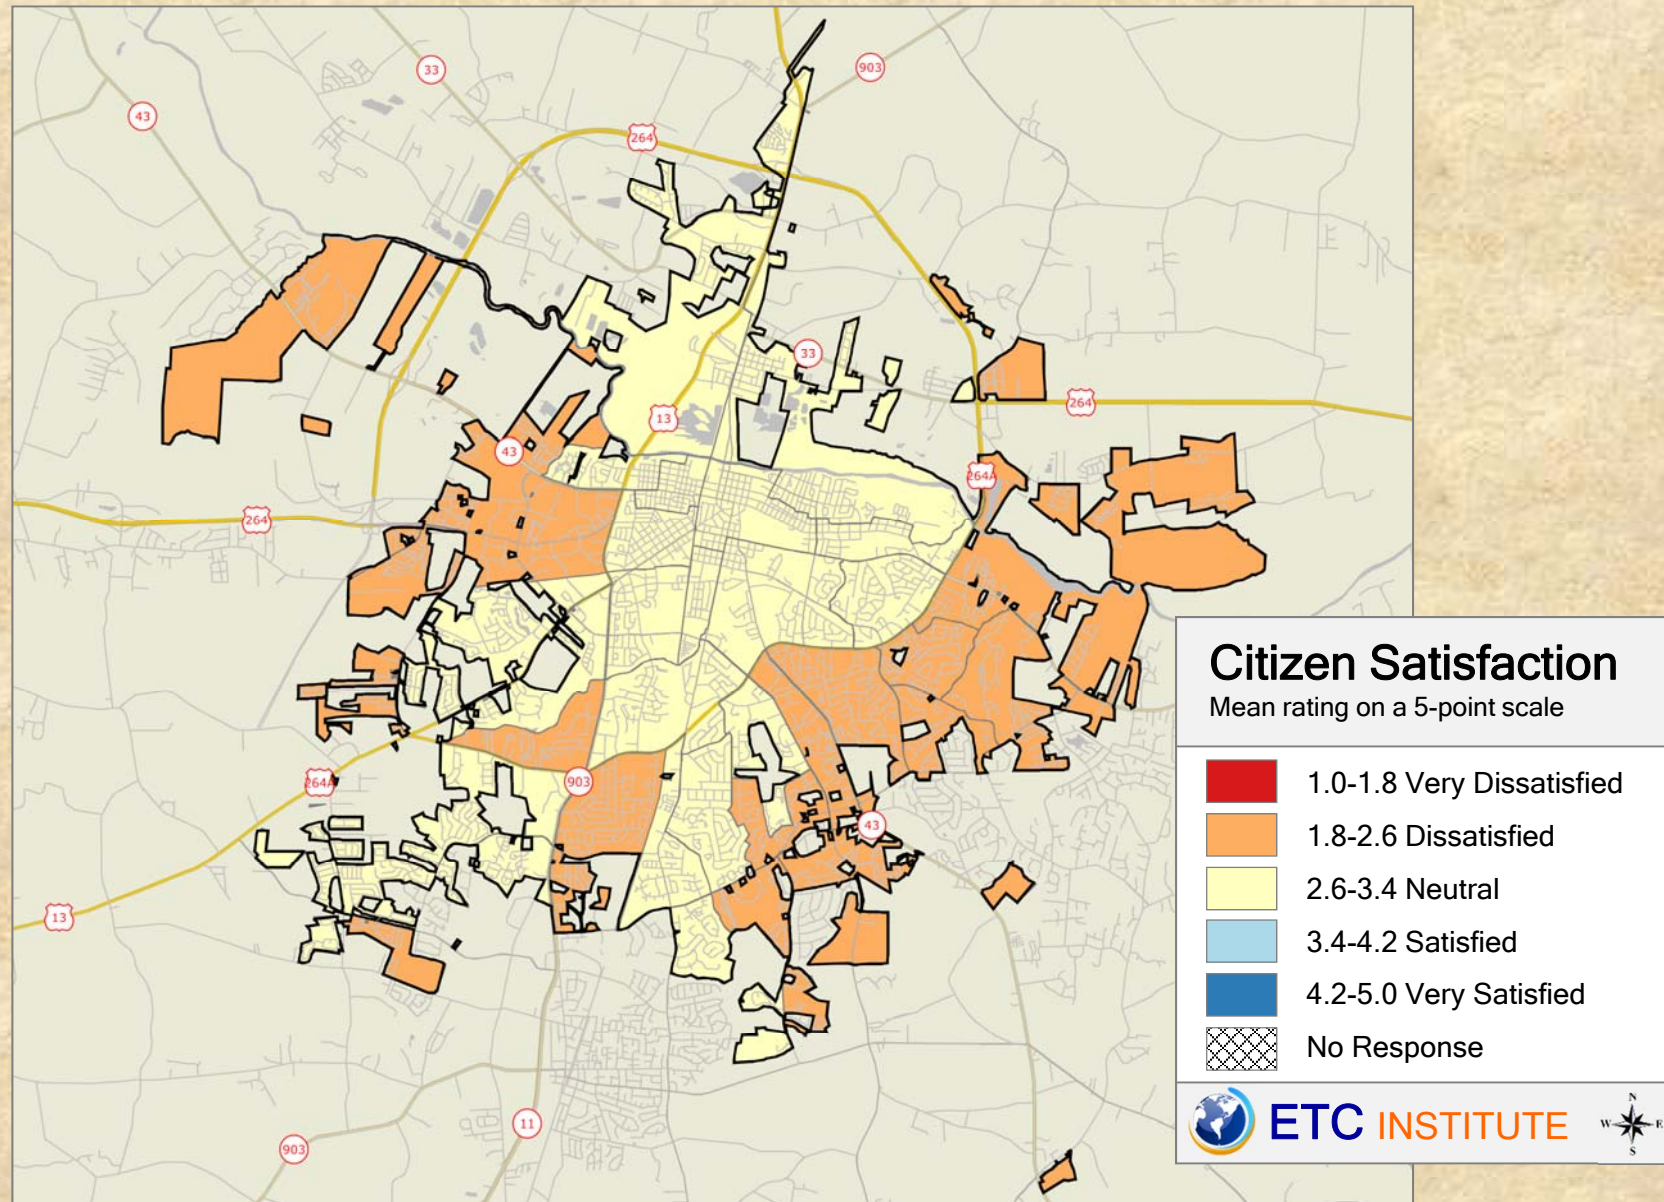 33
903
43
264
33
264
13
43
264A
264
903
264A
43
13
11
903
Citizen Satisfaction
Mean rating on a 5-point scale
1.0-1.8 Very Dissatisfied
1.8-2.6 Dissatisfied
2.6-3.4 Neutral
3.4-4.2 Satisfied
4.2-5.0 Very Satisfied
No Response
ETC INSTITUTE
N
W E
S